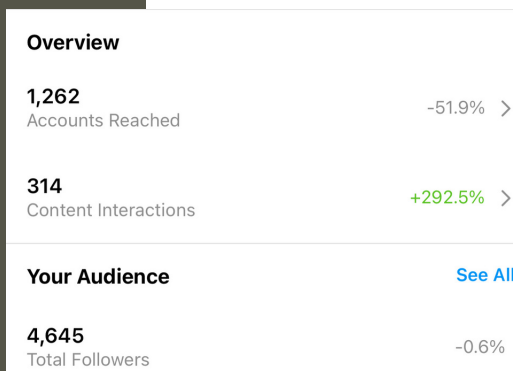 Overview
1,262
Accounts Reached
-51.9%
314
Content Interactions
+292.5%
Your Audience
See All
4,645
Total Followers
-0.6%